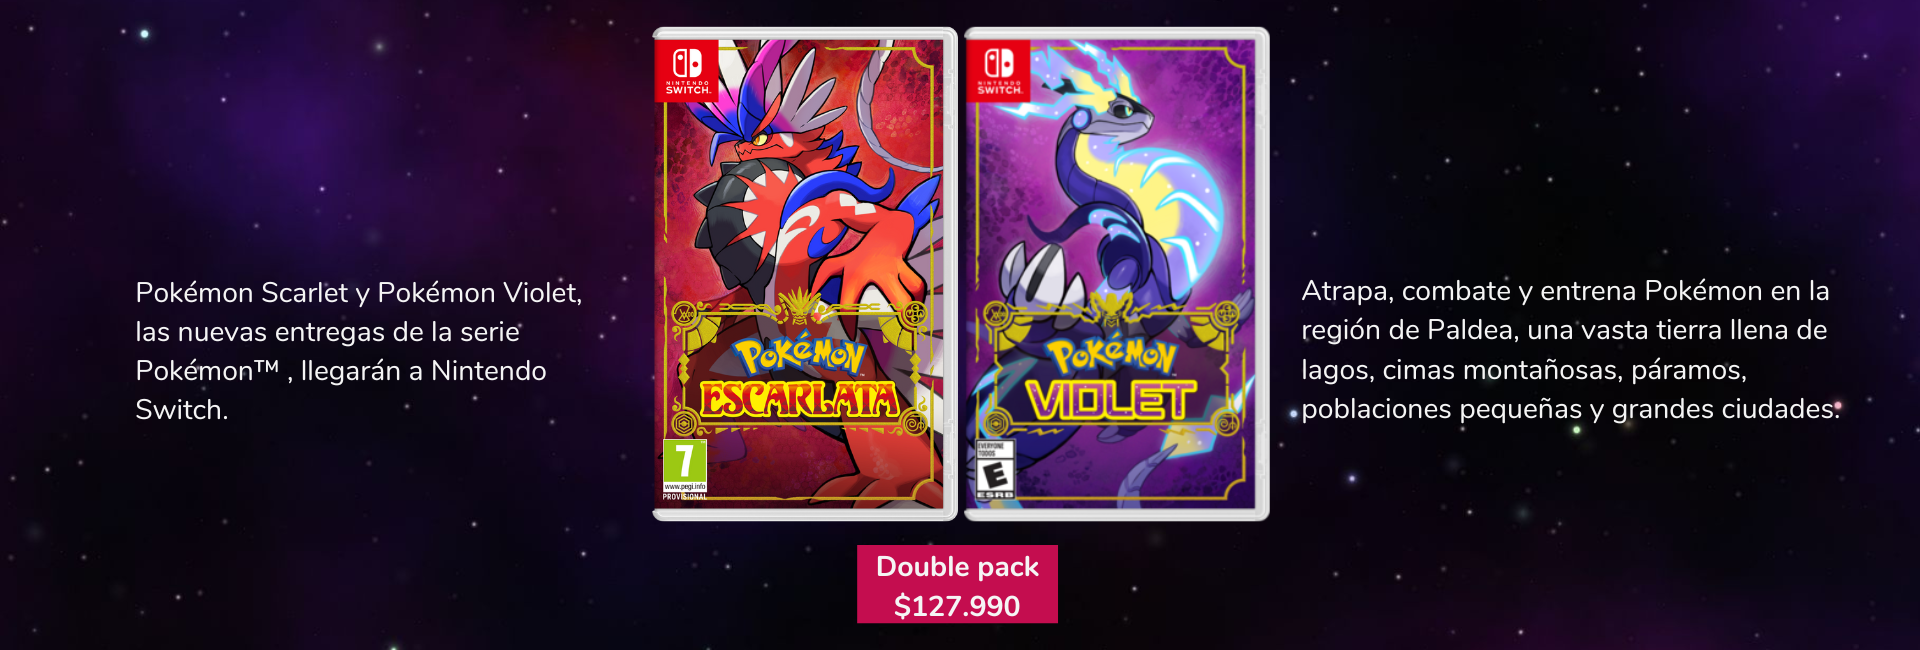 Pokémon Scarlet y Pokémon Violet,
las nuevas entregas de la serie
Pokémon™ , llegarán a Nintendo
Switch.
NINTENDO
SWITCH.
POKéMON
ESCARLATA
7
www.pegi.info
PROVISIONAL
NINTENDO
SWITCH.
POKéMON
VIOLET
EVERYONE
TODOS
E
ESRB
Atrapa, combate y entrena Pokémon en la
región de Paldea, una vasta tierra llena de
lagos, cimas montañosas, páramos,
poblaciones pequeñas y grandes ciudades.
Double pack
$127.990